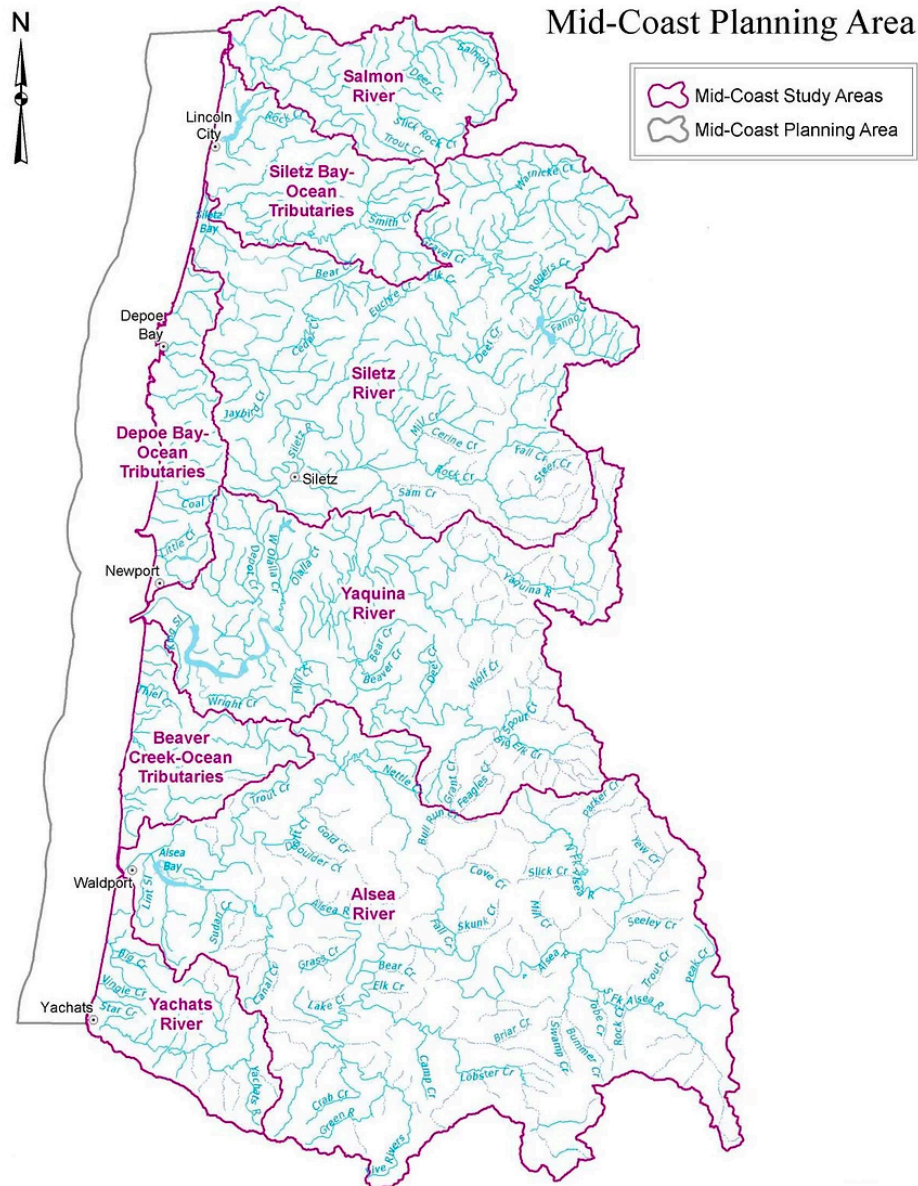 Mid-Coast Planning Area
N
Mid-Coast Study Areas
Mid-Coast Planning Area
Salmon R
Salmon
River
Deer Cr
Lincoln
City
Rock Cr
Slick Rock Cr
Trout Cr
Siletz Bay-
Ocean
Tributaries
Warnicke Cr
Siletz
Bay
Smith Cr
Gravel Cr
Bear Cr
Elk Cr
Rogers Cr
Euchre Cr
Fanno Cr
Depoe
Bay
Cedar Cr
Deer Cr
Siletz
River
Jaybird Cr
Mill Cr
Depoe Bay-
Ocean
Tributaries
Siletz R
Cerine Cr
Fall Cr
Steer Cr
Rock Cr
Siletz
Sam Cr
Coal Cr
Little Cr
W Olalla Cr
Depot Cr
Olalla Cr
Newport
Yaquina
River
Yaquina R
King Sl
Bear Cr
Beaver Cr
Deer Cr
Wolf Cr
Mill Cr
Thiel Cr
Wright Cr
Spout Cr
Big Elk Cr
Beaver
Creek-Ocean
Tributaries
Nettle Cr
Grant Cr
Feagles Cr
Trout Cr
Bull Run Cr
Parker Cr
Drift Cr
Gold Cr
Boulder Cr
N Fk Alsea R
Yew Cr
Alsea
Bay
Waldport
Lint Sl
Cove Cr
Slick Cr
Alsea
River
Sudan Cr
Alsea R
Fall Cr
Skunk Cr
Mill Cr
Seeley Cr
Big Cr
Grass Cr
Bear Cr
Alsea R
Trout Cr
Peak Cr
Vingie Cr
Canal Cr
Elk Cr
Yachats
Star Cr
Yachats
River
Lake Cr
S Fk Alsea R
Tobe Cr
Rock Cr
Briar Cr
Swamp Cr
Bummer Cr
Yachats R
Camp Cr
Lobster Cr
Crab Cr
Green R
Five Rivers